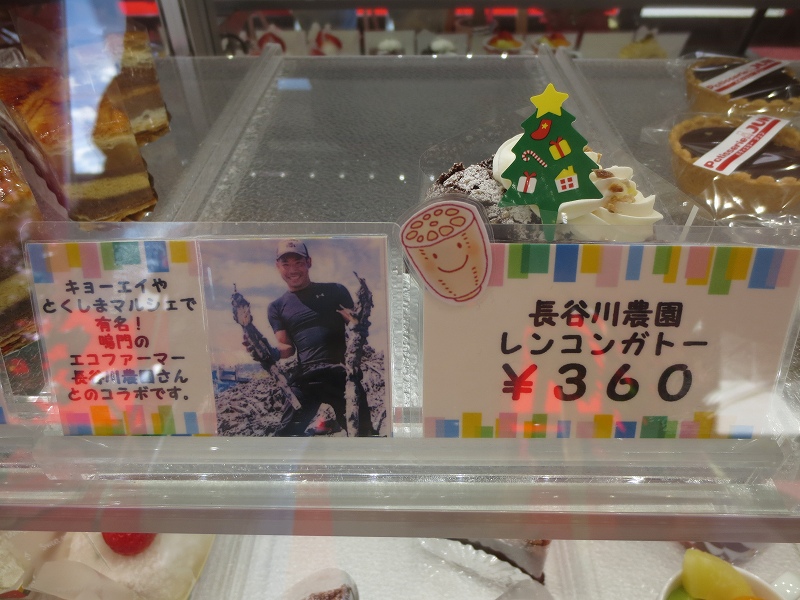 キョーエイや
とくしまマルシェで
有名！
鳴門の
エコファーマー
長谷川農園さん
とのコラボです。
長谷川農園
レンコンガトー
￥３６０
Patisserie JUN